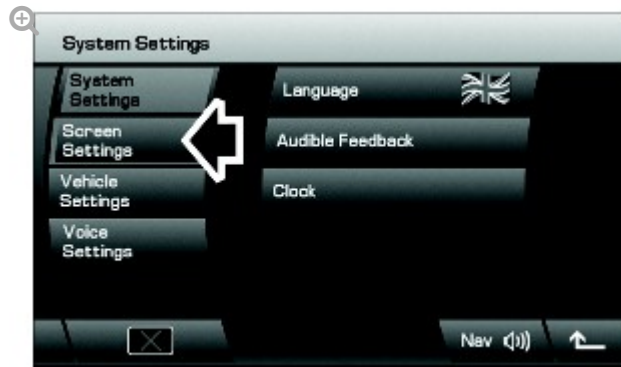 System Settings
System
Settings
Language
Screen
Settings
Audible Feedback
Vehicle
Settings
Clock
Voice
Settings
Nav